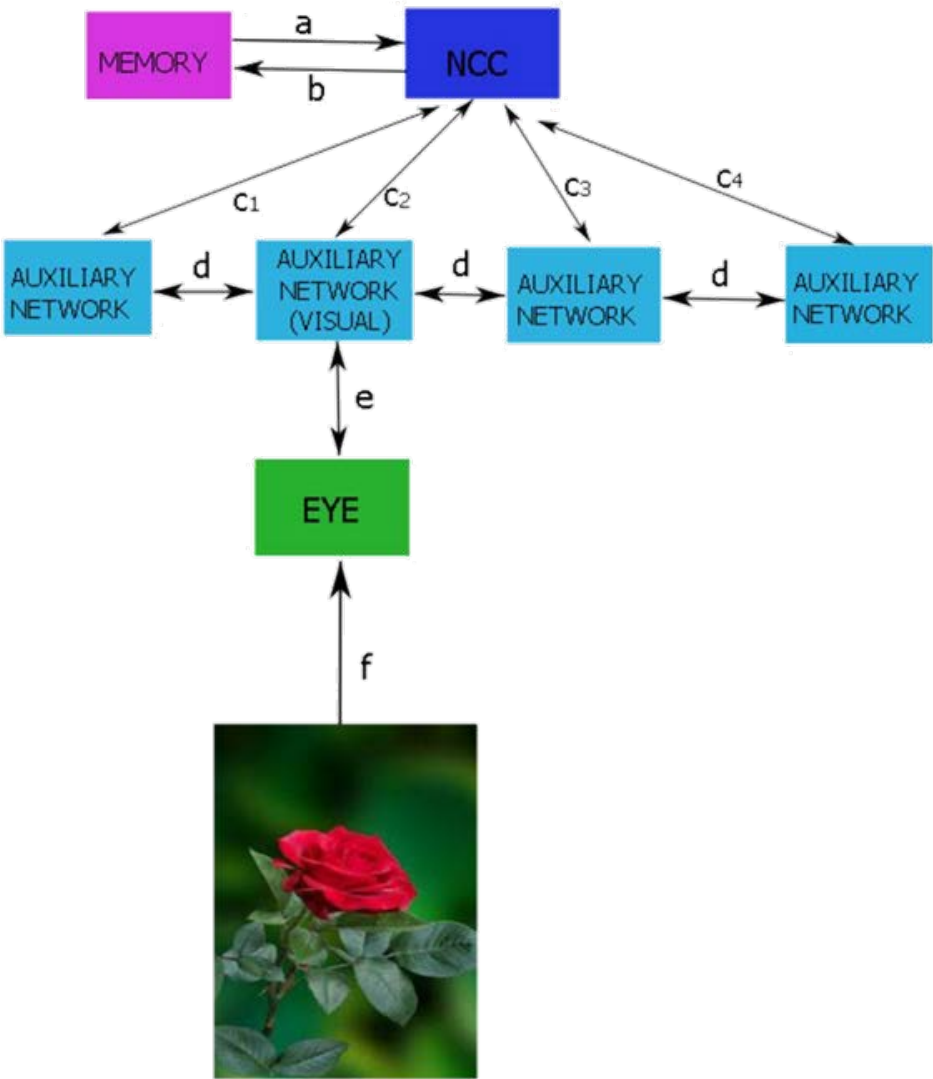 a
MEMORY
NCC
b
c1
c2
c3
c4
AUXILIARY
NETWORK
d
AUXILIARY
NETWORK
(VISUAL)
d
AUXILIARY
NETWORK
d
AUXILIARY
NETWORK
e
EYE
f